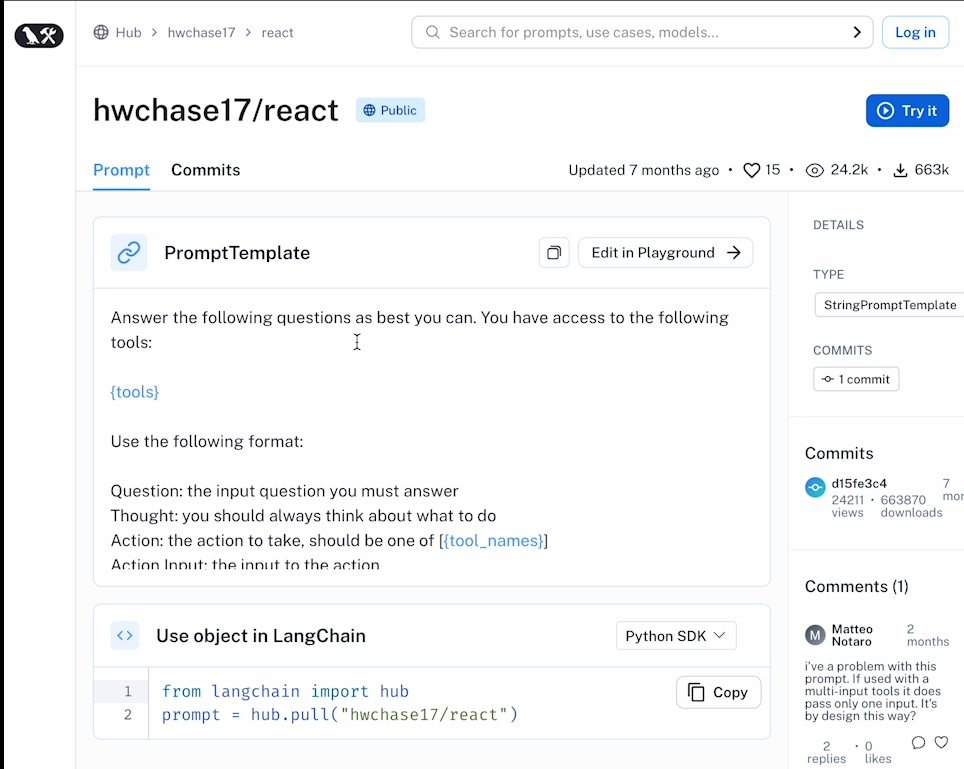 Hub > hwchase17 > react
Search for prompts, use cases, models...
Log in
hwchase17/react
Public
Try it
Prompt
Commits
Updated 7 months ago • 15 • 24.2k • 663k
PromptTemplate
Edit in Playground
Answer the following questions as best you can. You have access to the following
tools:
{tools}
Use the following format:
Question: the input question you must answer
Thought: you should always think about what to do
Action: the action to take, should be one of [{tool_names}]
Action Input: the input to the action
Use object in LangChain
Python SDK
1 from langchain import hub
2 prompt = hub.pull("hwchase17/react")
Copy
DETAILS
TYPE
StringPromptTemplate
COMMITS
1 commit
Commits
d15fe3c4
24211 • 663870
views downloads
7
mor
Comments (1)
M
Matteo
Notaro
2
months
i've a problem with this
prompt. If used with a
multi-input tools it does
pass only one input. It's
by design this way?
2 • 0
replies likes